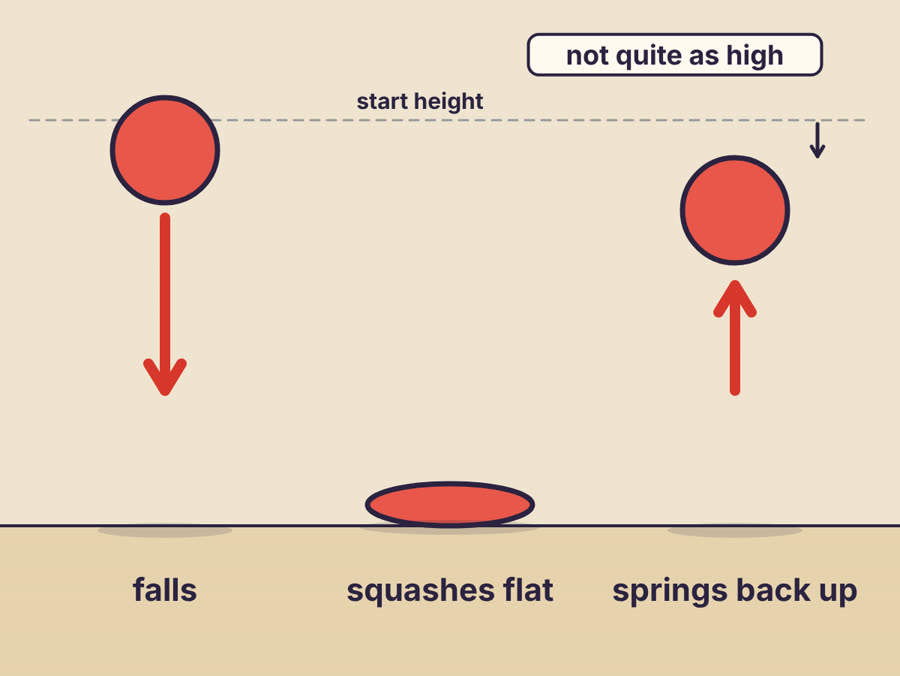 not quite as high
start height
falls
squashes flat
springs back up